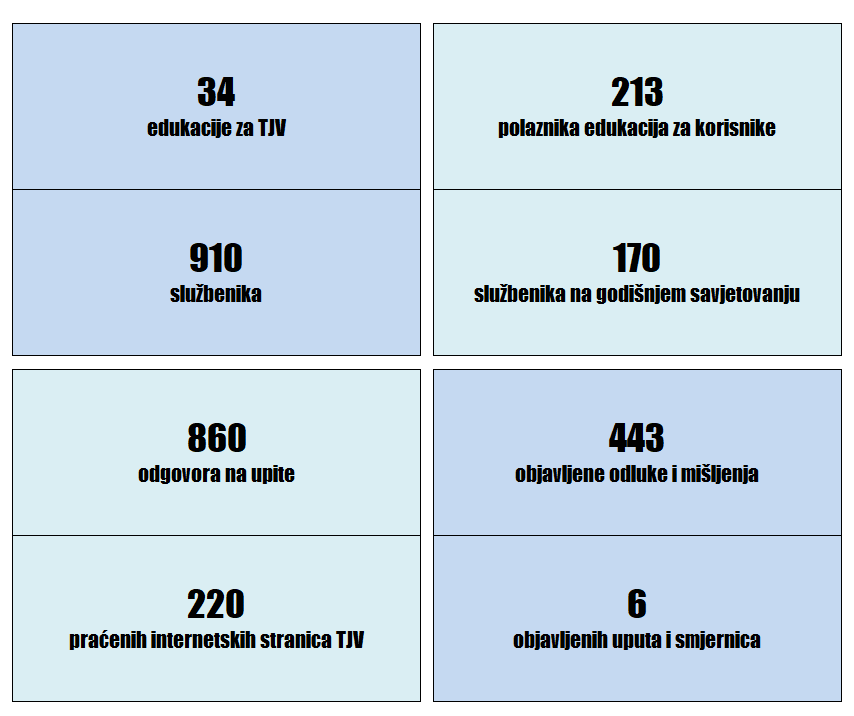 34
edukacije za TJV
910
službenika
213
polaznika edukacija za korisnike
170
službenika na godišnjem savjetovanju
860
odgovora na upite
220
praćenih internetskih stranica TJV
443
objavljene odluke i mišljenja
6
objavljenih uputa i smjernica